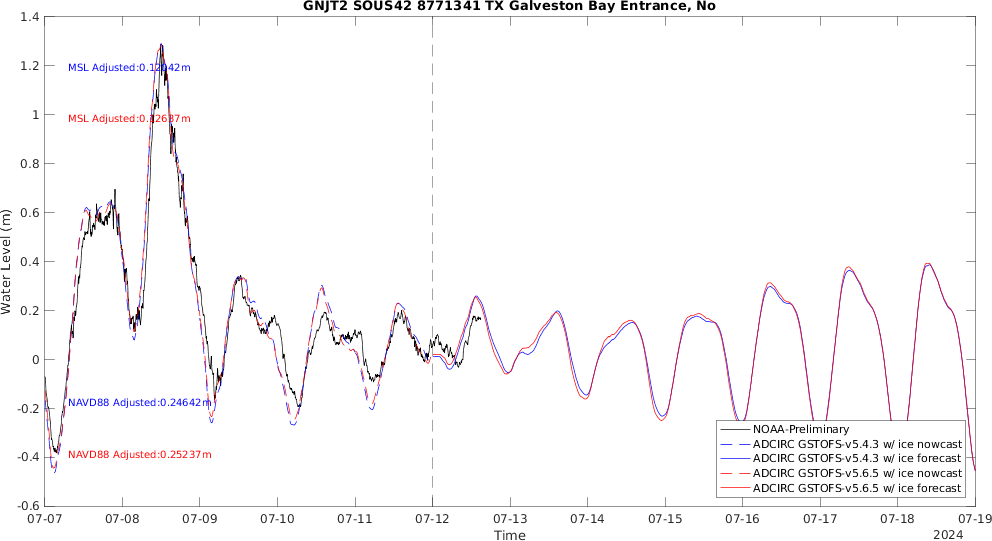 GNJT2 SOUS42 8771341 TX Galveston Bay Entrance, No
1.4
1.2
1
0.8
0.6
0.4
0.2
0
-0.2
-0.4
-0.6
Water Level (m)
MSL Adjusted:0.12042m
MSL Adjusted:0.12637m
NAVD88 Adjusted:0.24642m
NAVD88 Adjusted:0.25237m
NOAA-Preliminary
ADCIRC GSTOFS-v5.4.3 w/ ice nowcast
ADCIRC GSTOFS-v5.4.3 w/ ice forecast
ADCIRC GSTOFS-v5.6.5 w/ ice nowcast
ADCIRC GSTOFS-v5.6.5 w/ ice forecast
07-07 07-08 07-09 07-10 07-11 07-12 07-13 07-14 07-15 07-16 07-17 07-18 07-19
Time
2024